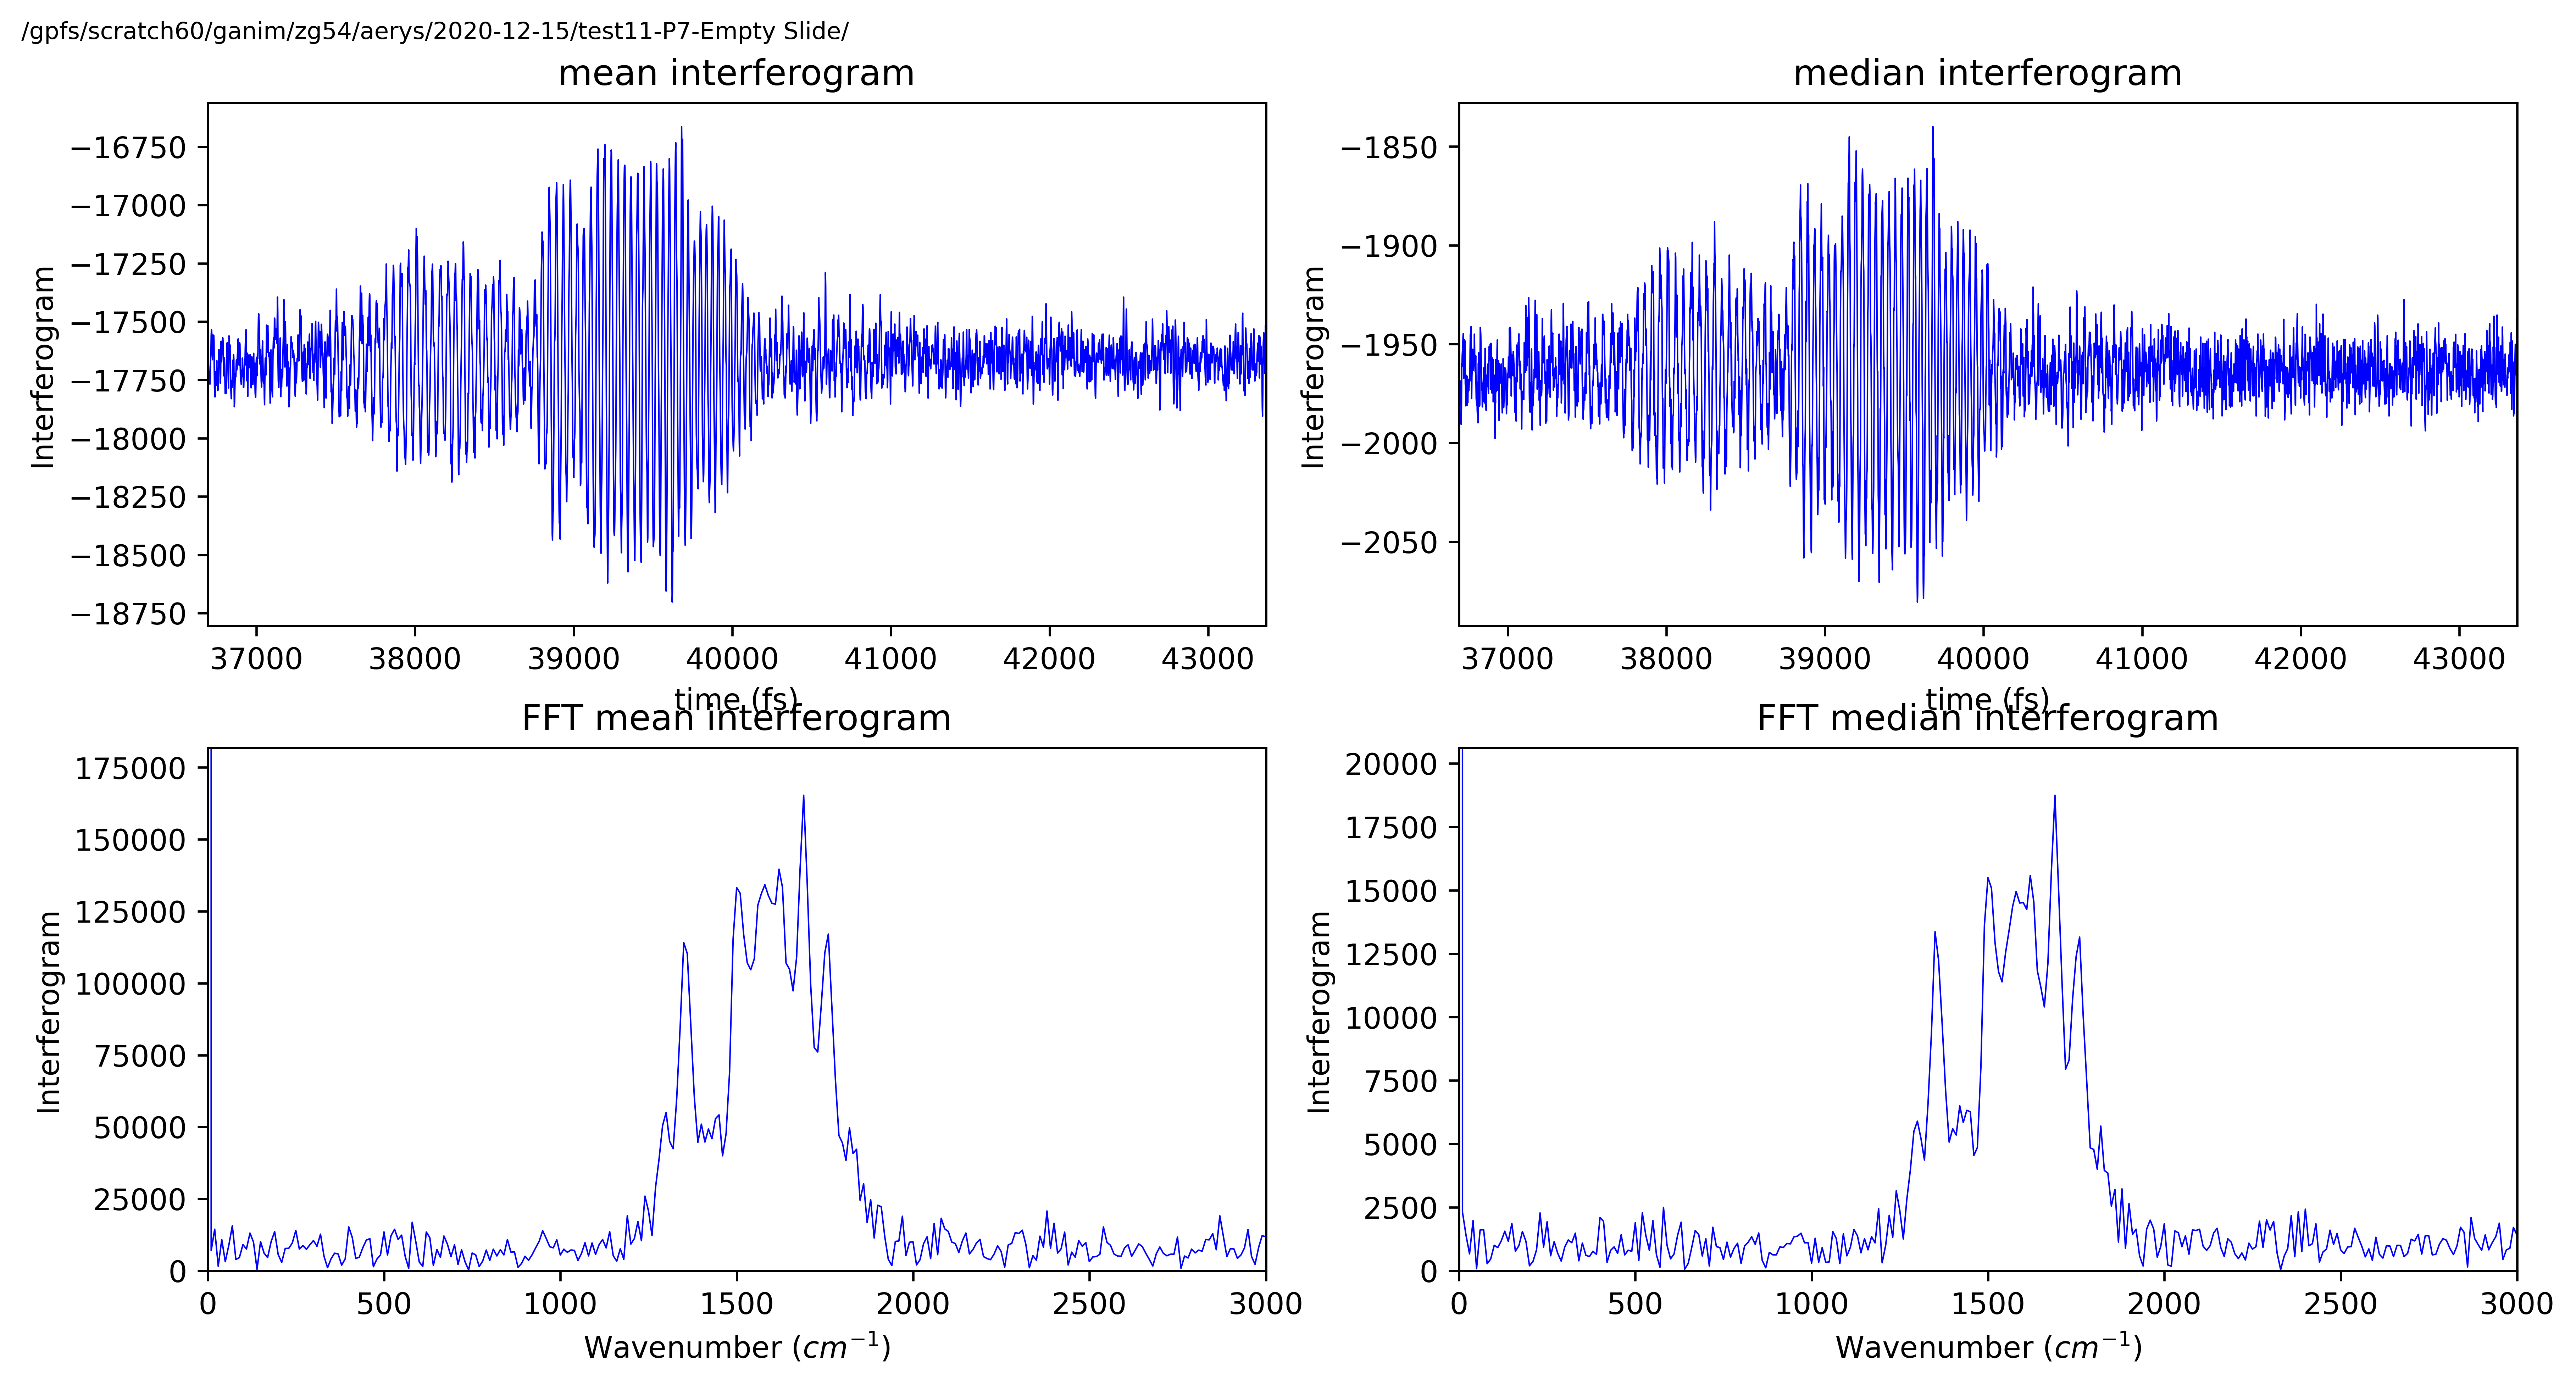 /gpfs/scratch60/ganim/zg54/aerys/2020-12-15/test11-P7-Empty Slide/
mean interferogram
Interferogram
−16750
−17000
−17250
−17500
−17750
−18000
−18250
−18500
−18750
37000 38000 39000 40000 41000 42000 43000
time (fs)
median interferogram
Interferogram
−1850
−1900
−1950
−2000
−2050
37000 38000 39000 40000 41000 42000 43000
time (fs)
FFT mean interferogram
Interferogram
175000
150000
125000
100000
75000
50000
25000
0
0 500 1000 1500 2000 2500 3000
Wavenumber (cm⁻¹)
FFT median interferogram
Interferogram
20000
17500
15000
12500
10000
7500
5000
2500
0
0 500 1000 1500 2000 2500 3000
Wavenumber (cm⁻¹)